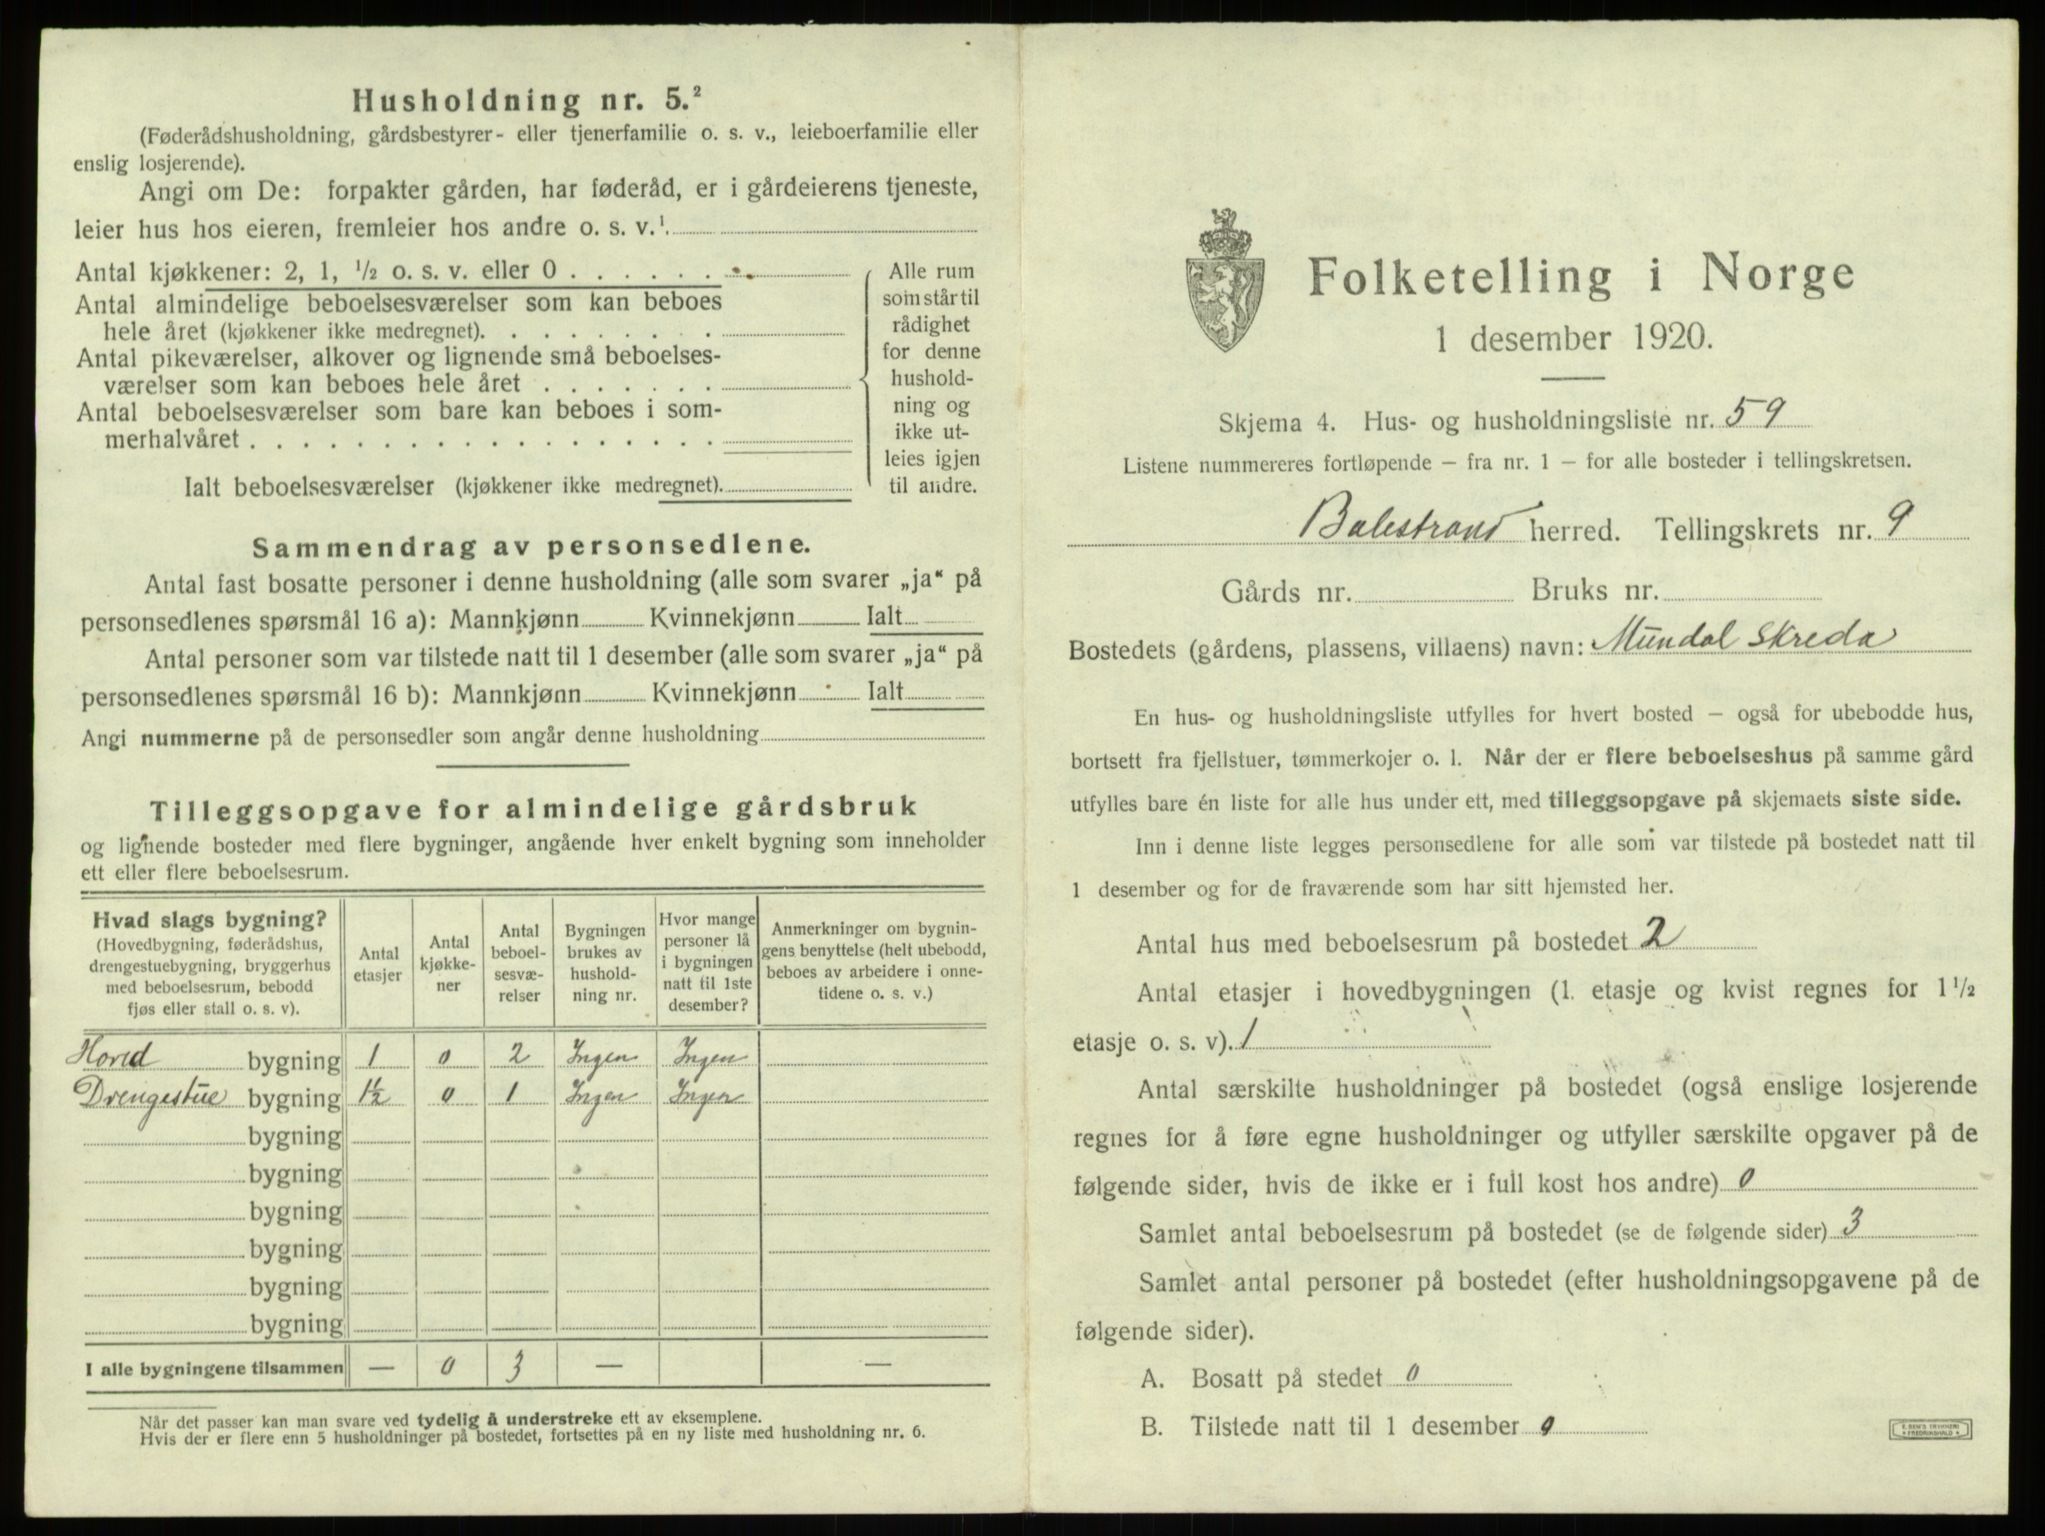 Husholdning nr. 5.²
(Føderådshusholdning, gårdsbestyrer- eller tjenerfamilie o. s. v., leieboerfamilie eller
enslig losjerende).
Angi om De: forpakter gården, har føderåd, er i gårdeierens tjeneste,
leier hus hos eieren, fremleier hos andre o. s. v.¹.
Antal kjøkkener: 2, 1, ½ o. s. v. eller 0 . . . . . .
Antal almindelige beboelsesværelser som kan beboes
hele året (kjøkkener ikke medregnet). . . . . . . .
Antal pikeværelser, alkover og lignende små beboelses-
værelser som kan beboes hele året . . . . . . .
Antal beboelsesværelser som bare kan beboes i som-
merhalvåret . . . . . . . . . . . . . . . . . .
Ialt beboelsesværelser (kjøkkener ikke medregnet).
Alle rum
som står til
rådighet
for denne
hushold-
ning og
ikke ut-
leies igjen
til andre.
Sammendrag av personsedlene.
Antal fast bosatte personer i denne husholdning (alle som svarer „ja“ på
personsedlenes spørsmål 16 a): Mannkjønn Kvinnekjønn Ialt
Antal personer som var tilstede natt til 1 desember (alle som svarer „ja“ på
personsedlenes spørsmål 16 b): Mannkjønn Kvinnekjønn Ialt
Angi nummerne på de personsedler som angår denne husholdning
Tilleggsopgave for almindelige gårdsbruk
og lignende bosteder med flere bygninger, angående hver enkelt bygning som inneholder
ett eller flere beboelsesrum.
Hvad slags bygning?
(Hovedbygning, føderådshus,
drengestuebygning, bryggerhus
med beboelsesrum, bebodd
fjøs eller stall o. s. v).
Antal
etasjer
Antal
kjøkke-
ner
Antal
beboel-
sesvæ-
relser
Bygningen
brukes av
hushold-
ning nr.
Hvor mange
personer lå
i bygningen
natt til 1ste
desember?
Anmerkninger om bygnin-
gens benyttelse (helt ubebodd,
beboes av arbeidere i onne-
tidene o. s. v.)
Hoved bygning 1 0 2 Ingen Ingen
Drengestue bygning 1½ 0 1 Ingen Ingen
bygning
bygning
bygning
bygning
bygning
bygning
I alle bygningene tilsammen — 0 3 — —
Når det passer kan man svare ved tydelig å understreke ett av eksemplene.
Hvis der er flere enn 5 husholdninger på bostedet, fortsettes på en ny liste med husholdning nr. 6.
Folketelling i Norge
1 desember 1920.
Skjema 4. Hus- og husholdningsliste nr. 59
Listene nummereres fortløpende — fra nr. 1 — for alle bosteder i tellingskretsen.
Balestrand herred. Tellingskrets nr. 9
Gårds nr. Bruks nr.
Bostedets (gårdens, plassens, villaens) navn: Mundal Skreda
En hus- og husholdningsliste utfylles for hvert bosted — også for ubebodde hus,
bortsett fra fjellstuer, tømmerkojer o. l. Når der er flere beboelseshus på samme gård
utfylles bare én liste for alle hus under ett, med tilleggsopgave på skjemaets siste side.
Inn i denne liste legges personsedlene for alle som var tilstede på bostedet natt til
1 desember og for de fraværende som har sitt hjemsted her.
Antal hus med beboelsesrum på bostedet 2
Antal etasjer i hovedbygningen (1. etasje og kvist regnes for 1½
etasje o. s. v). 1
Antal særskilte husholdninger på bostedet (også enslige losjerende
regnes for å føre egne husholdninger og utfyller særskilte opgaver på de
følgende sider, hvis de ikke er i full kost hos andre) 0
Samlet antal beboelsesrum på bostedet (se de følgende sider) 3
Samlet antal personer på bostedet (efter husholdningsopgavene på de
følgende sider).
A. Bosatt på stedet 0
B. Tilstede natt til 1 desember 0